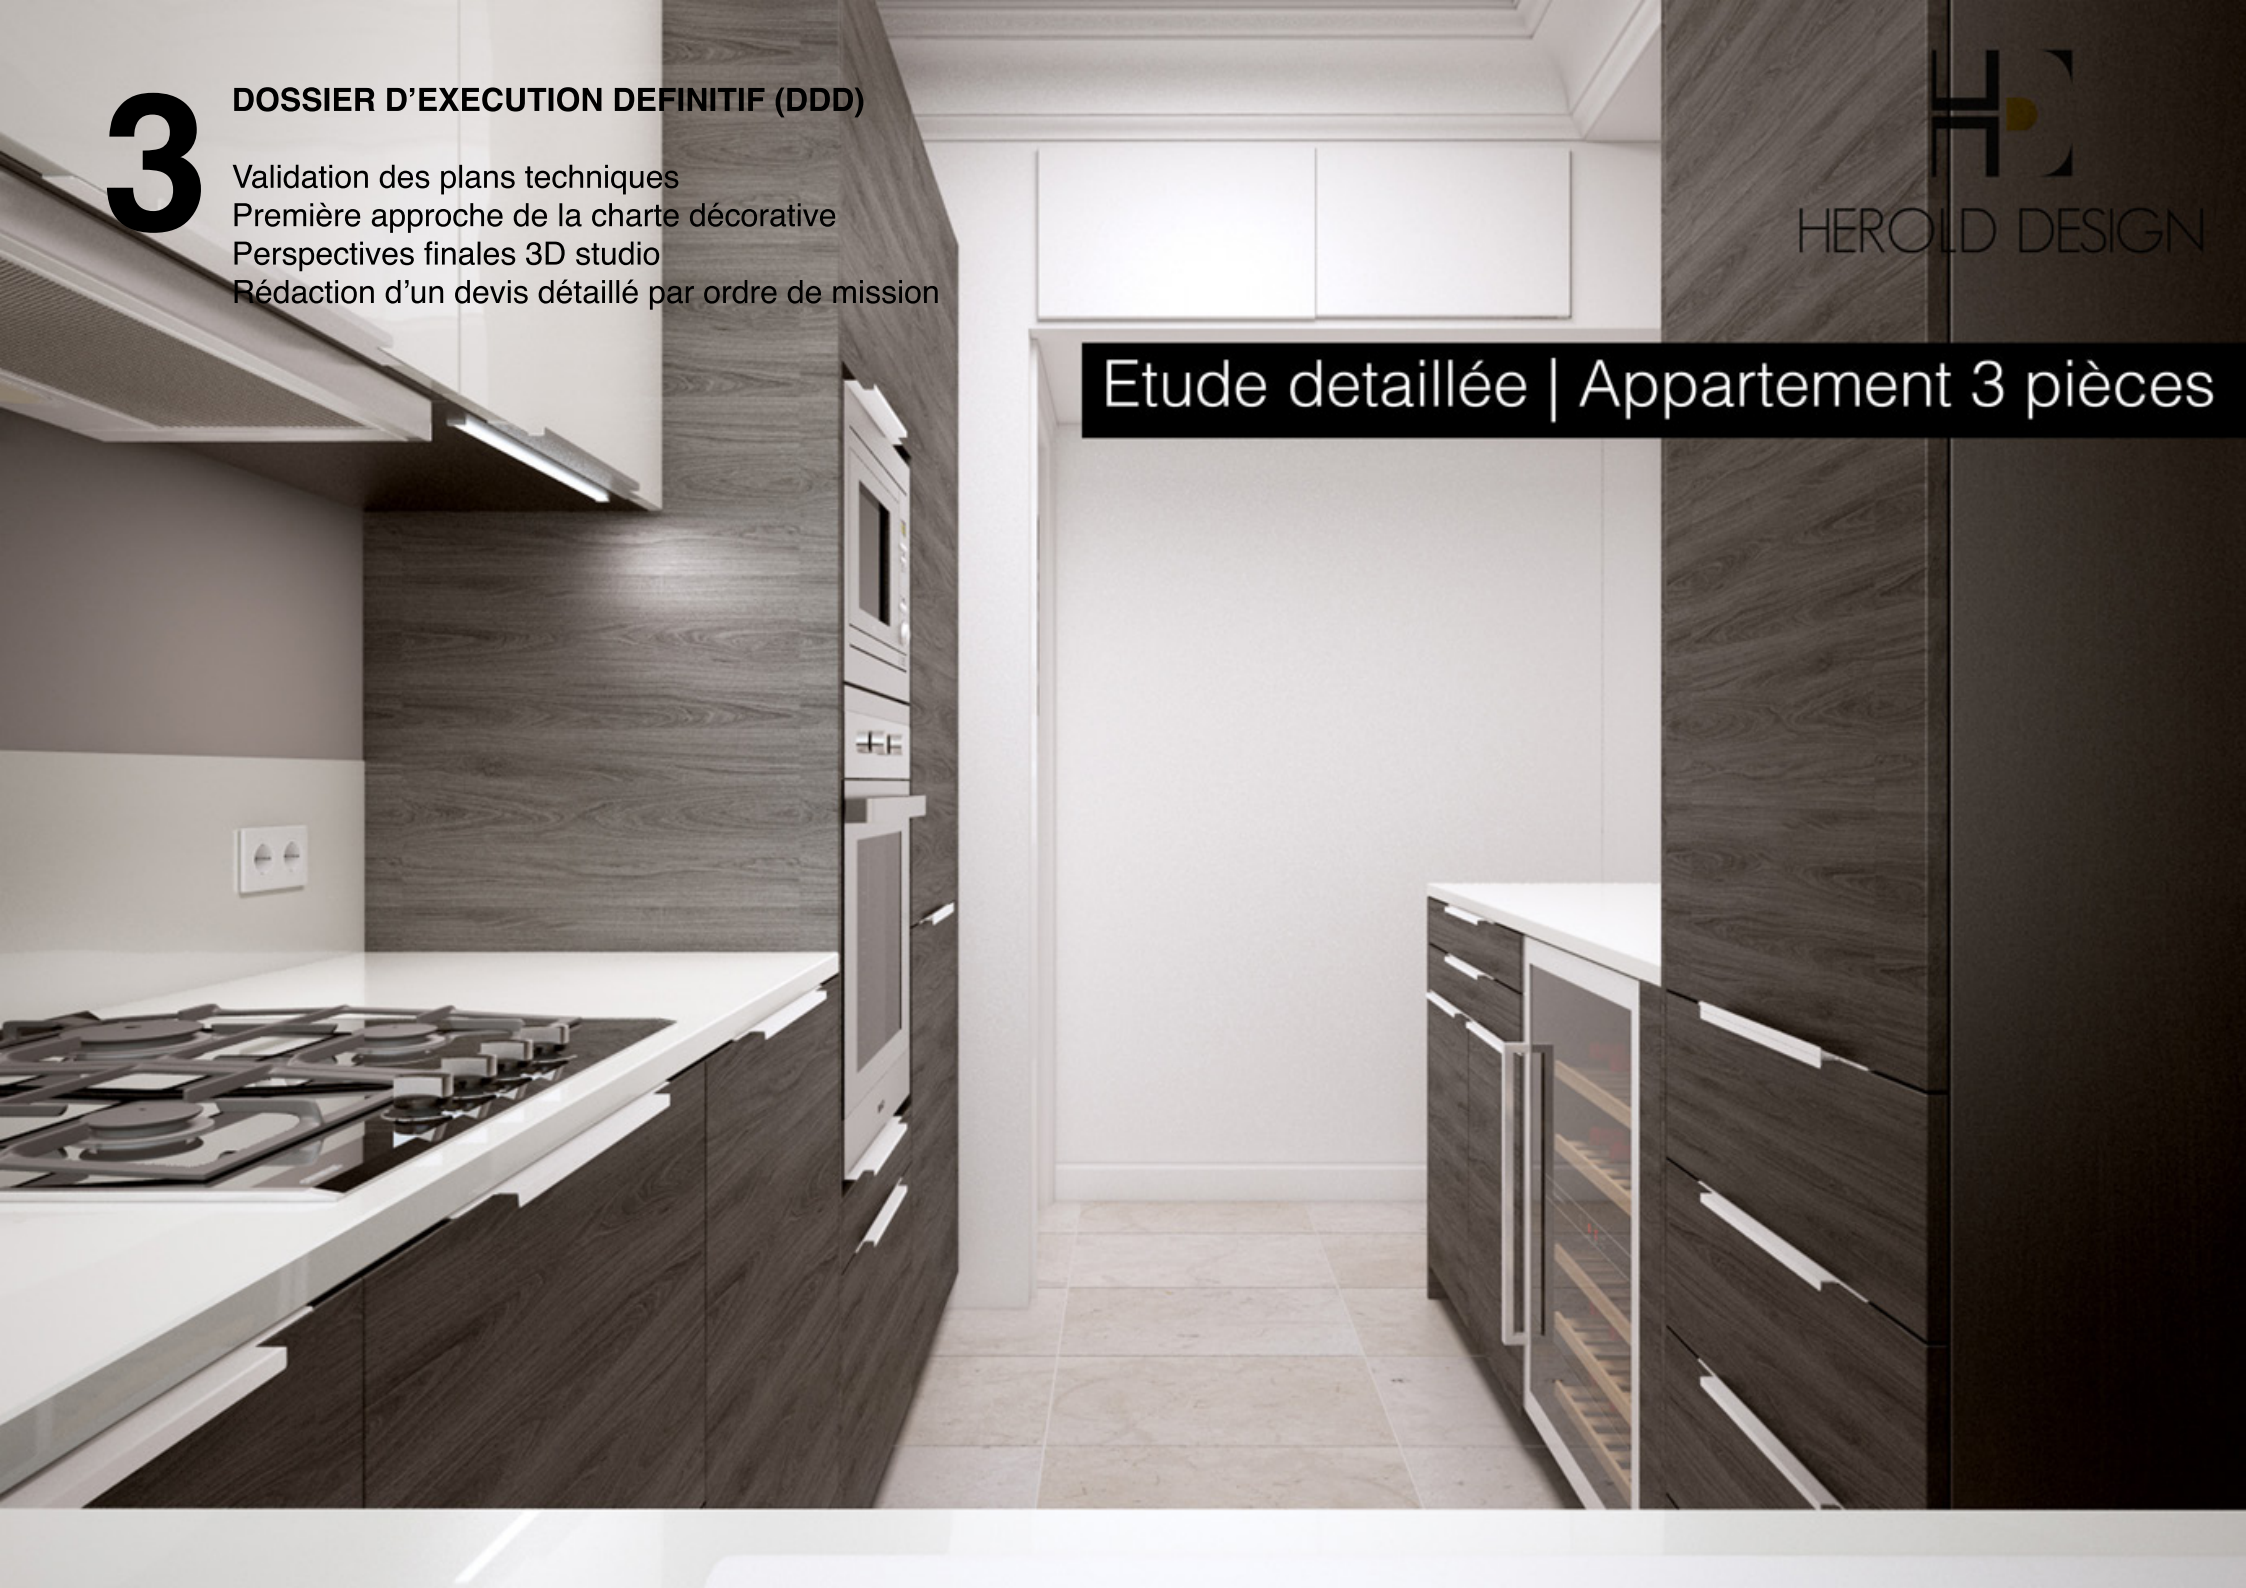 3
DOSSIER D’EXECUTION DEFINITIF (DDD)
Validation des plans techniques
Première approche de la charte décorative
Perspectives finales 3D studio
Rédaction d’un devis détaillé par ordre de mission
HEROLD DESIGN
Etude detaillée | Appartement 3 pièces